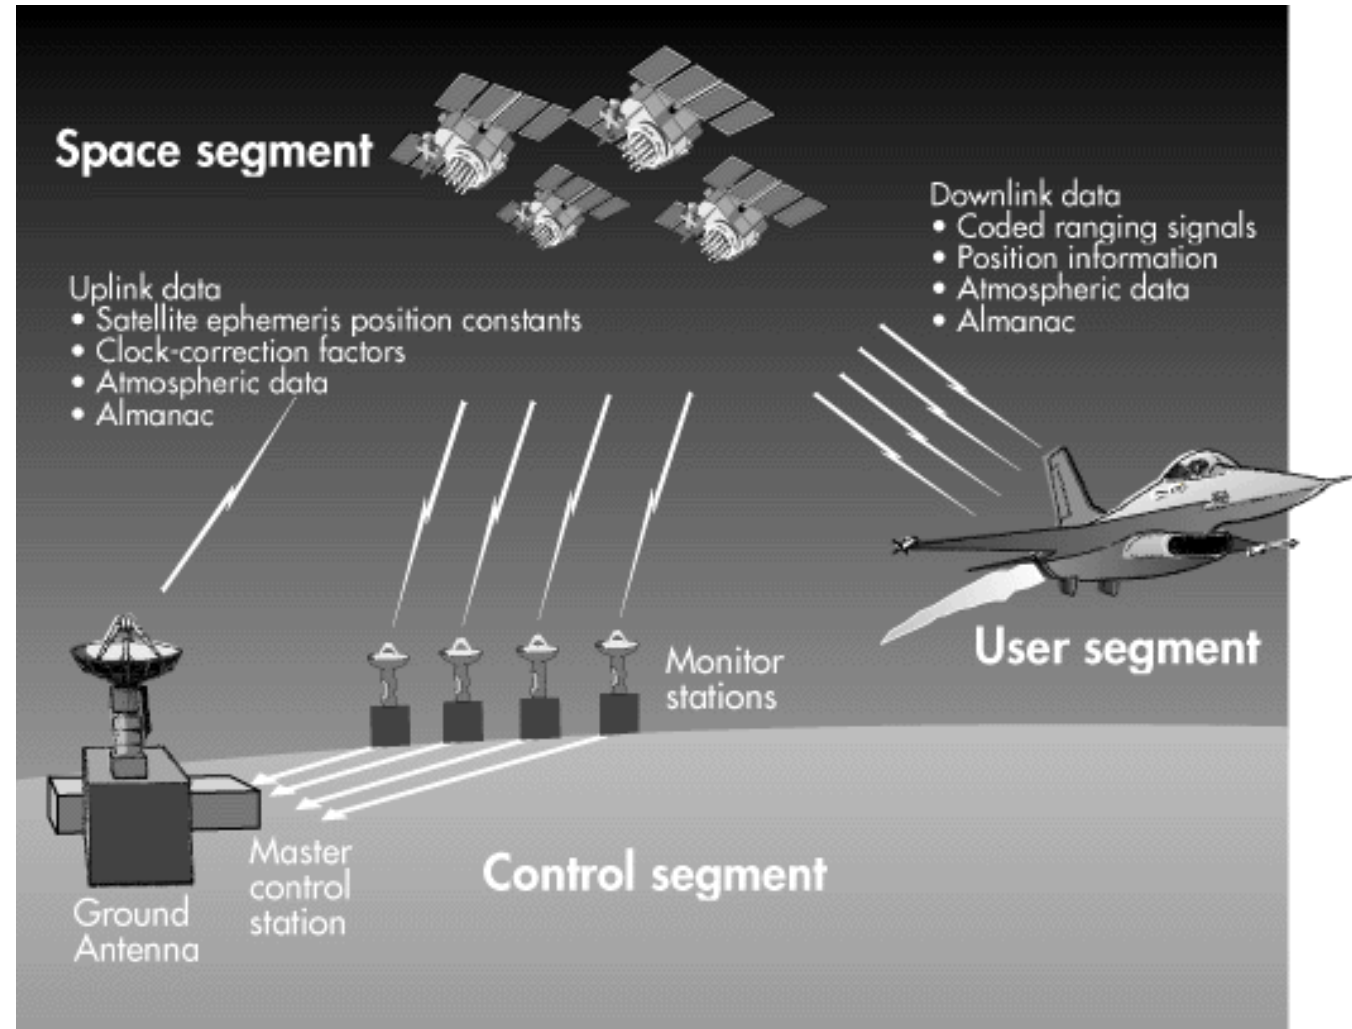 Space segment
Downlink data
• Coded ranging signals
• Position information
• Atmospheric data
• Almanac
Uplink data
• Satellite ephemeris position constants
• Clock-correction factors
• Atmospheric data
• Almanac
User segment
Monitor
stations
Master
control
station
Control segment
Ground
Antenna